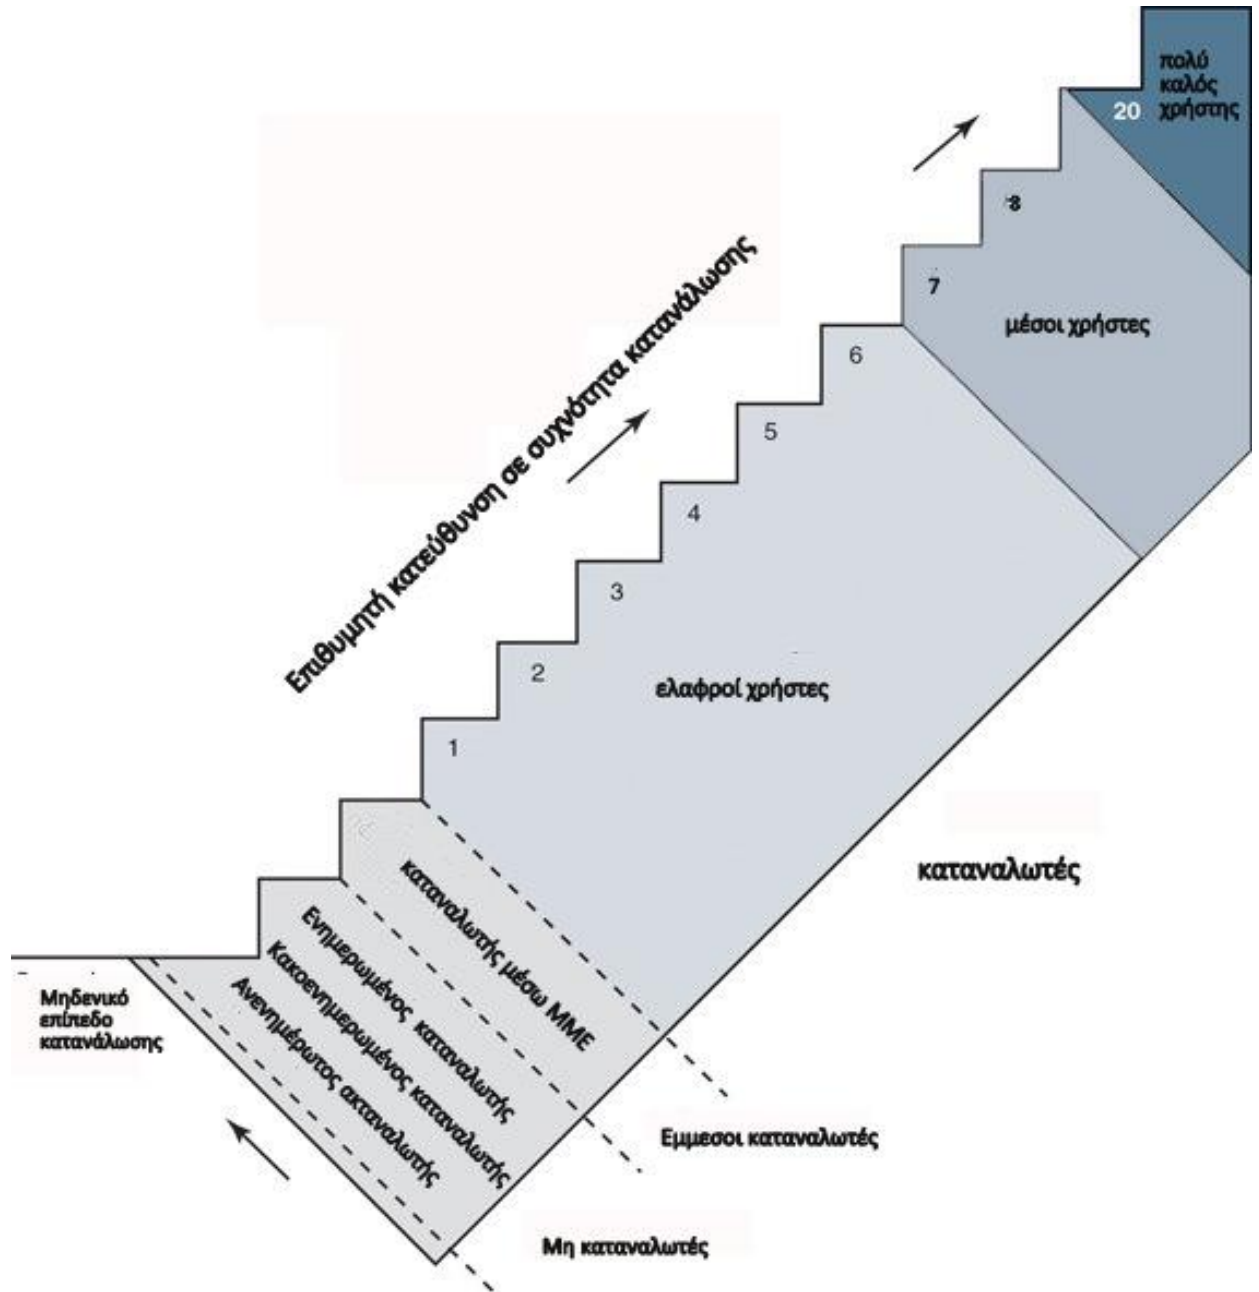 πολύ
καλός
χρήστης
20
8
7
μέσοι χρήστες
6
5
4
3
2
1
Επιθυμητή κατεύθυνση σε συχνότητα κατανάλωσης
ελαφροί χρήστες
καταναλωτές
καταναλωτής μέσω ΜΜΕ
Ενημερωμένος καταναλωτής
Κακοενημερωμένος καταναλωτής
Ανενημέρωτος ακταναλωτής
Μηδενικό
επίπεδο
κατανάλωσης
Εμμεσοι καταναλωτές
Μη καταναλωτές